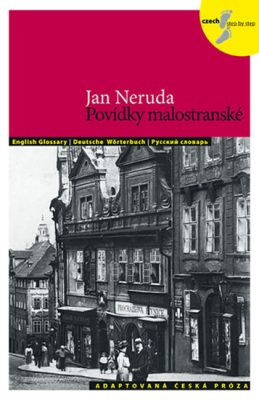 czech
step by step
Jan Neruda
Povídky malostranské
English Glossary | Deutsche Wörterbuch | Русский словарь
ADAPTOVANÁ ČESKÁ PRÓZA